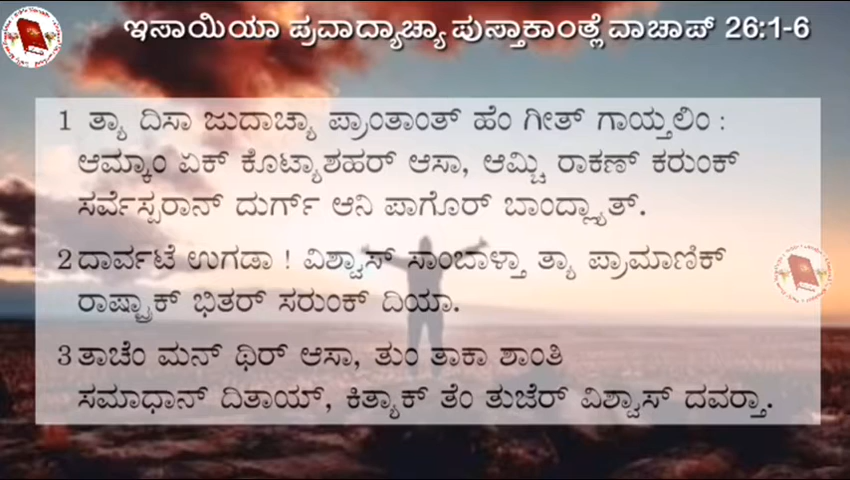 ಇಸಾಯಿಯಾ ಪ್ರವಾದ್ಯಾಚ್ಯಾ ಪುಸ್ತಾಕಾಂತ್ಲೆ ವಾಚಾಪ್ 26:1-6
1 ತ್ಯಾ ದಿಸಾ ಜುದಾಚ್ಯಾ ಪ್ರಾಂತಾಂತ್ ಹೆಂ ಗೀತ್ ಗಾಯ್ತಲಿಂ :
ಆಮ್ಕಾಂ ಏಕ್ ಕೊಟ್ಯಾಶಹರ್ ಆಸಾ, ಆಮ್ಚಿ ರಾಕಣ್ ಕರುಂಕ್
ಸರ್ವೆಸ್ಪರಾನ್ ದುರ್ಗ್ ಆನಿ ಪಾಗೊರ್ ಬಾಂದ್ಲ್ಯಾತ್.
2 ದಾರ್ವಟೆ ಉಗಡಾ ! ವಿಶ್ವಾಸ್ ಸಾಂಬಾಳ್ತಾ ತ್ಯಾ ಪ್ರಾಮಾಣಿಕ್
ರಾಷ್ಟ್ರಾಕ್ ಭಿತರ್ ಸರುಂಕ್ ದಿಯಾ.
3 ತಾಚೆಂ ಮನ್ ಥಿರ್ ಆಸಾ, ತುಂ ತಾಕಾ ಶಾಂತಿ
ಸಮಾಧಾನ್ ದಿತಾಯ್, ಕಿತ್ಯಾಕ್ ತೆಂ ತುಜೆರ್ ವಿಶ್ವಾಸ್ ದವರ್ತಾ.